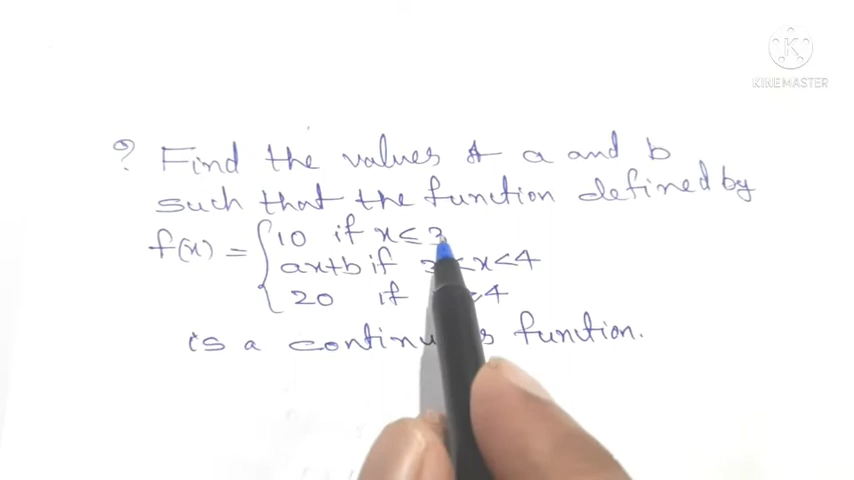 KINEMASTER
? Find the values of a and b
such that the function defined by
f(x) = { 10 if x ≤ 3
ax+b if 3 < x < 4
20 if 4
is a function.